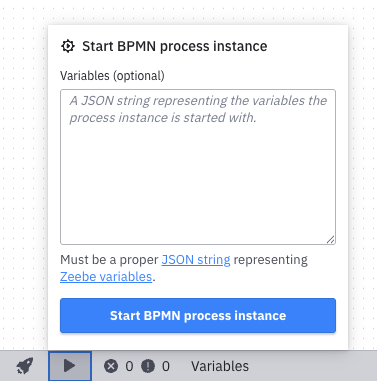 Start BPMN process instance
Variables (optional)
A JSON string representing the variables the
process instance is started with.
Must be a proper JSON string representing
Zeebe variables.
Start BPMN process instance
0 0 Variables